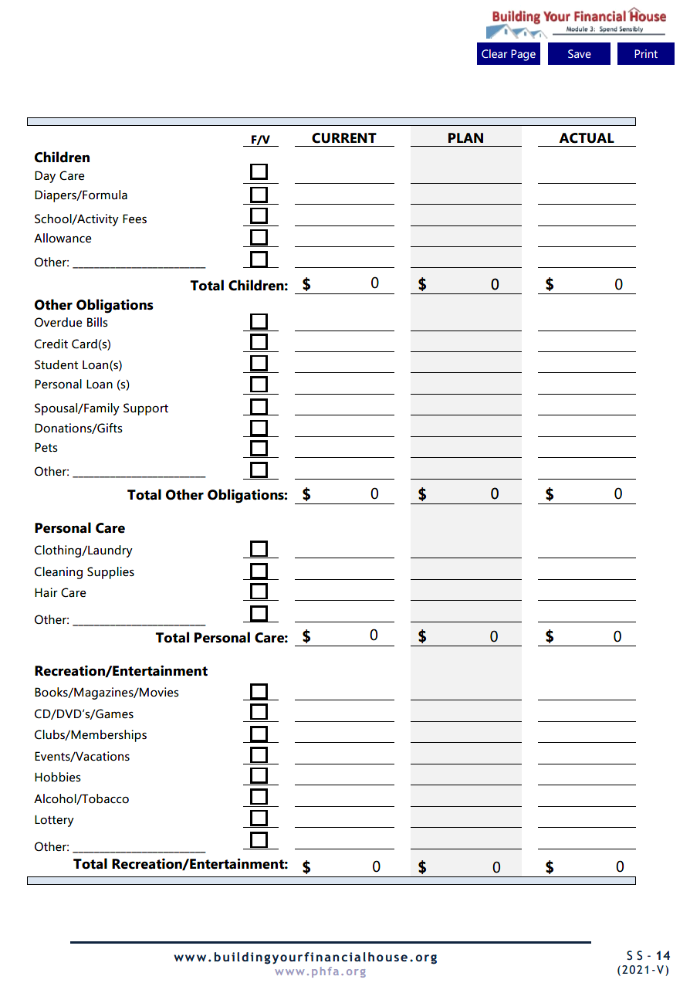 Building Your Financial House
Module 3: Spend Sensibly
Clear Page Save Print
F/V CURRENT PLAN ACTUAL
Children
Day Care
Diapers/Formula
School/Activity Fees
Allowance
Other: _________________________
Total Children: $ 0 $ 0 $ 0
Other Obligations
Overdue Bills
Credit Card(s)
Student Loan(s)
Personal Loan (s)
Spousal/Family Support
Donations/Gifts
Pets
Other: _________________________
Total Other Obligations: $ 0 $ 0 $ 0
Personal Care
Clothing/Laundry
Cleaning Supplies
Hair Care
Other: _________________________
Total Personal Care: $ 0 $ 0 $ 0
Recreation/Entertainment
Books/Magazines/Movies
CD/DVD's/Games
Clubs/Memberships
Events/Vacations
Hobbies
Alcohol/Tobacco
Lottery
Other: _________________________
Total Recreation/Entertainment: $ 0 $ 0 $ 0
www.buildingyourfinancialhouse.org SS-14
www.phfa.org (2021-V)